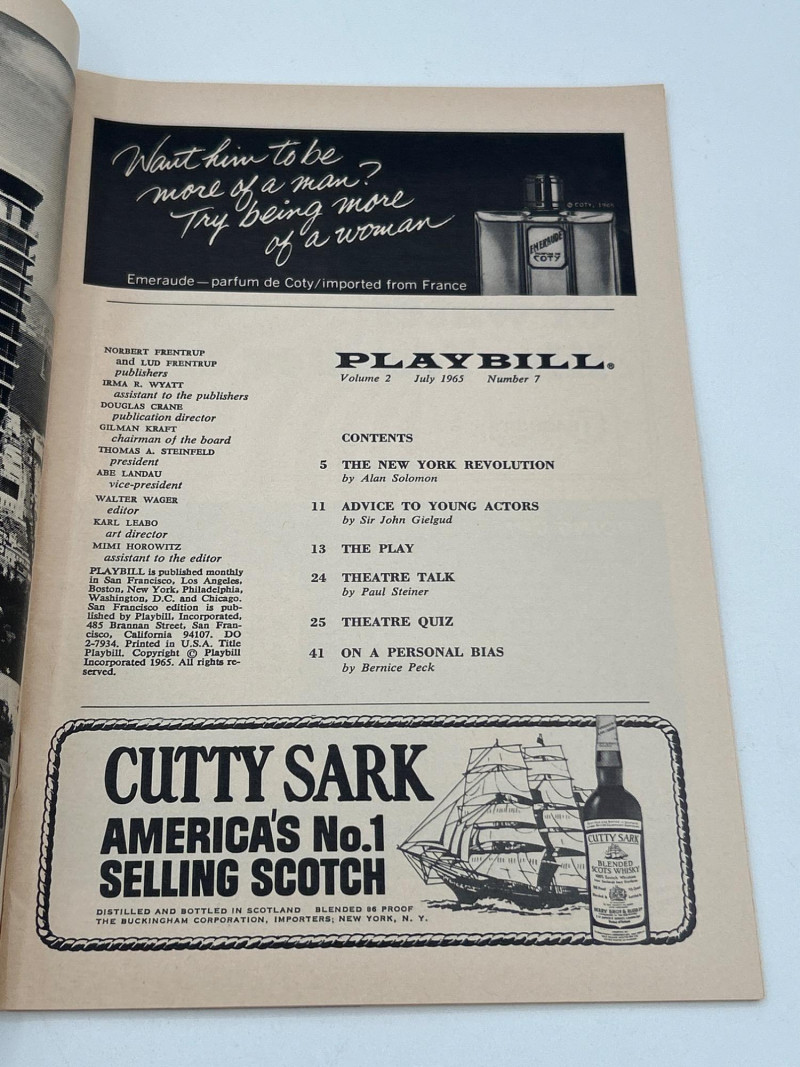 Want him to be
more of a man?
Try being more
of a woman
© COTY, 1965
EMERAUDE
COTY
Emeraude—parfum de Coty/imported from France
NORBERT FRENTRUP
and LUD FRENTRUP
publishers
IRMA R. WYATT
assistant to the publishers
DOUGLAS CRANE
publication director
GILMAN KRAFT
chairman of the board
THOMAS A. STEINFELD
president
ABE LANDAU
vice-president
WALTER WAGER
editor
KARL LEABO
art director
MIMI HOROWITZ
assistant to the editor
PLAYBILL is published monthly
in San Francisco, Los Angeles,
Boston, New York, Philadelphia,
Washington, D.C. and Chicago.
San Francisco edition is pub-
lished by Playbill, Incorporated,
485 Brannan Street, San Fran-
cisco, California 94107. DO
2-7934. Printed in U.S.A. Title
Playbill. Copyright © Playbill
Incorporated 1965. All rights re-
served.
PLAYBILL®
Volume 2 July 1965 Number 7
CONTENTS
5 THE NEW YORK REVOLUTION
by Alan Solomon
11 ADVICE TO YOUNG ACTORS
by Sir John Gielgud
13 THE PLAY
24 THEATRE TALK
by Paul Steiner
25 THEATRE QUIZ
41 ON A PERSONAL BIAS
by Bernice Peck
CUTTY SARK
AMERICA'S No.1
SELLING SCOTCH
DISTILLED AND BOTTLED IN SCOTLAND BLENDED 86 PROOF
THE BUCKINGHAM CORPORATION, IMPORTERS; NEW YORK, N. Y.
CUTTY SARK
BLENDED
SCOTS WHISKY